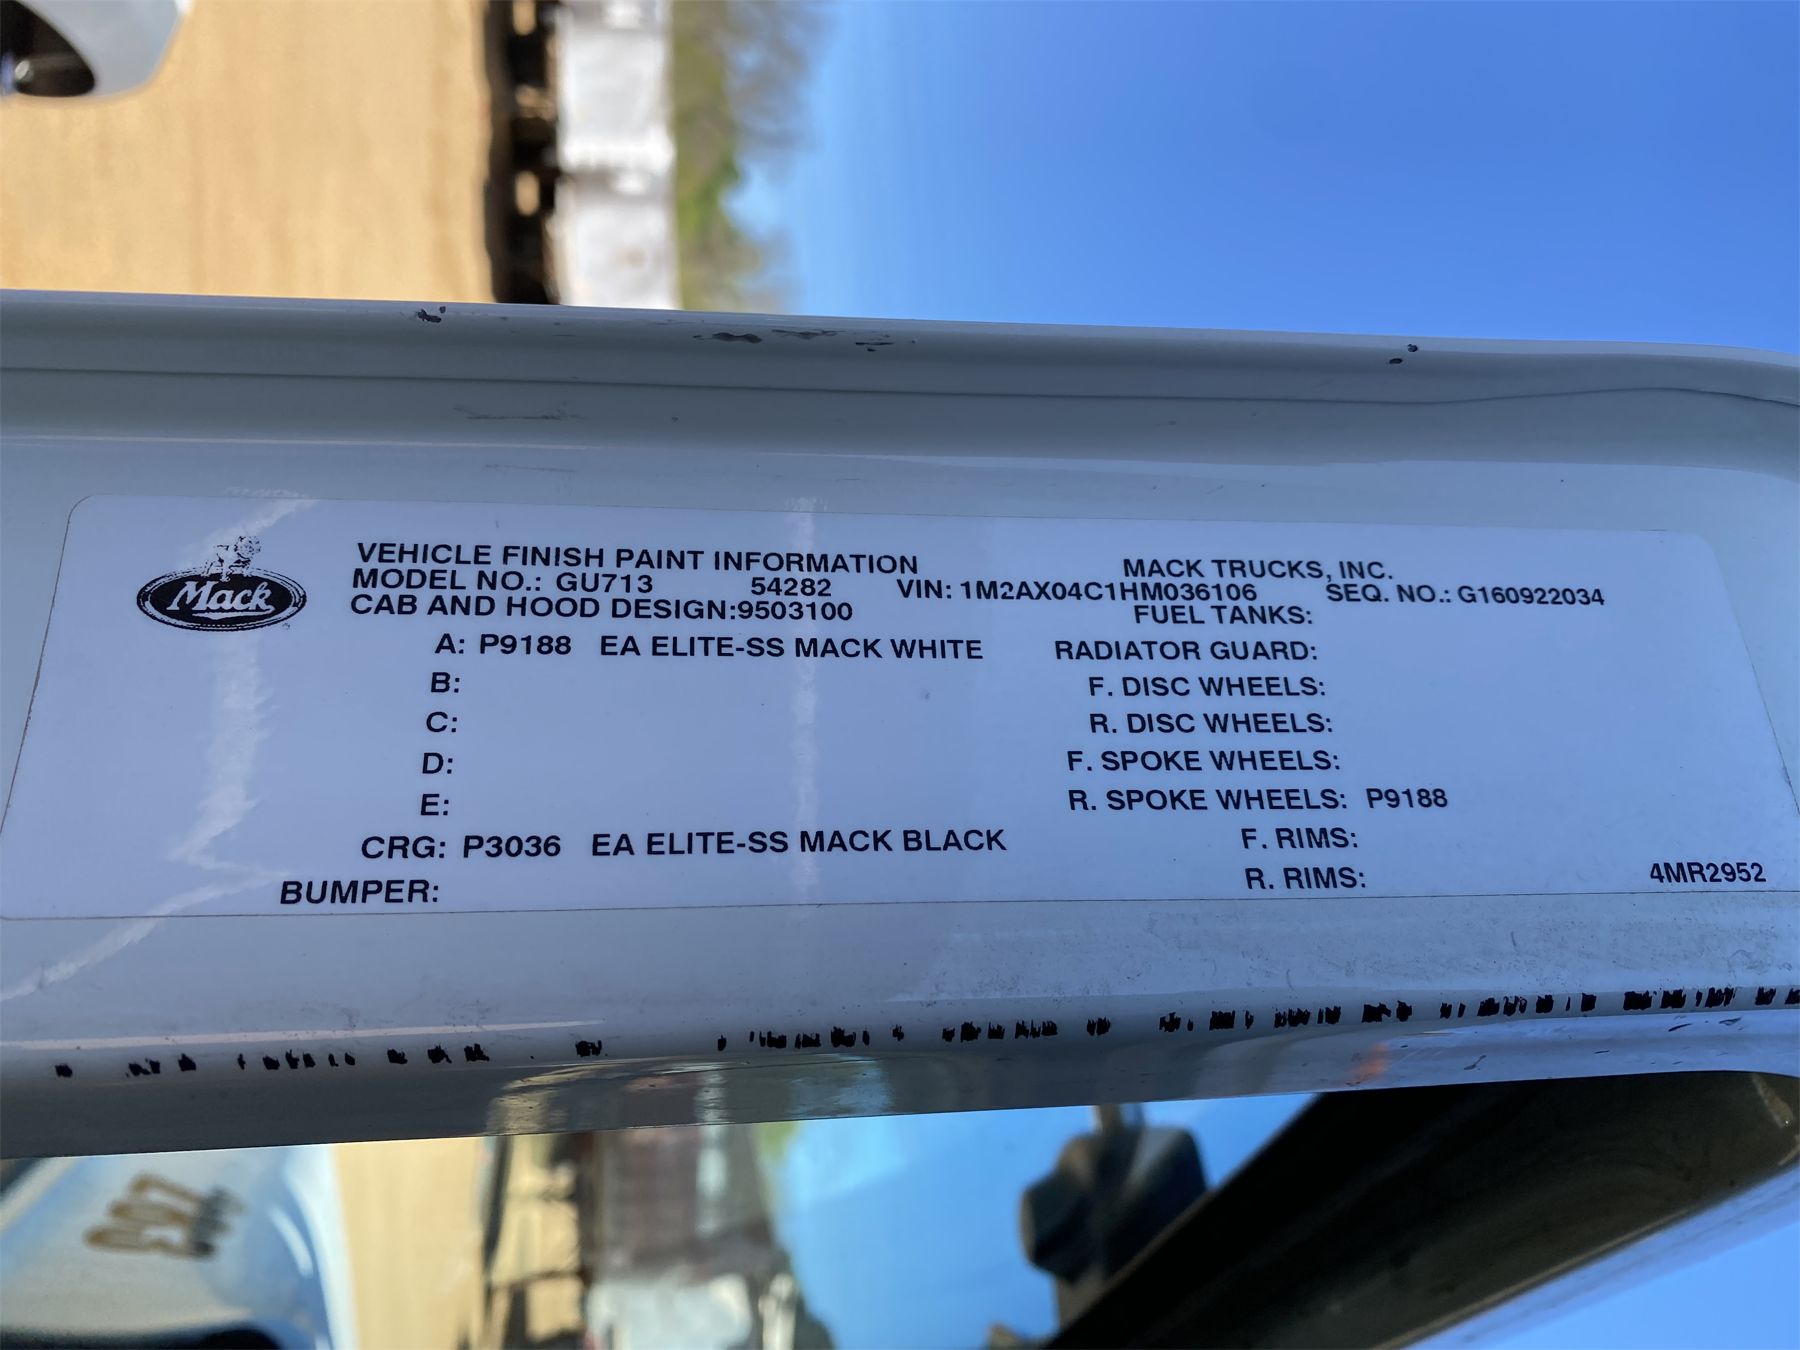 Mack
VEHICLE FINISH PAINT INFORMATION MACK TRUCKS, INC.
MODEL NO.: GU713 54282 VIN: 1M2AX04C1HM036106 SEQ. NO.: G160922034
CAB AND HOOD DESIGN:9503100 FUEL TANKS:
A: P9188 EA ELITE-SS MACK WHITE RADIATOR GUARD:
B: F. DISC WHEELS:
C: R. DISC WHEELS:
D: F. SPOKE WHEELS:
E: R. SPOKE WHEELS: P9188
CRG: P3036 EA ELITE-SS MACK BLACK F. RIMS:
BUMPER: R. RIMS: 4MR2952